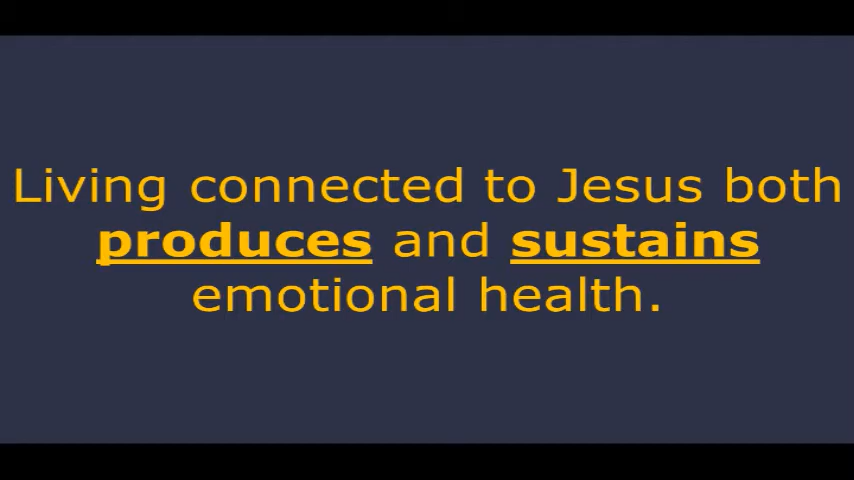 Living connected to Jesus both
produces and sustains
emotional health.